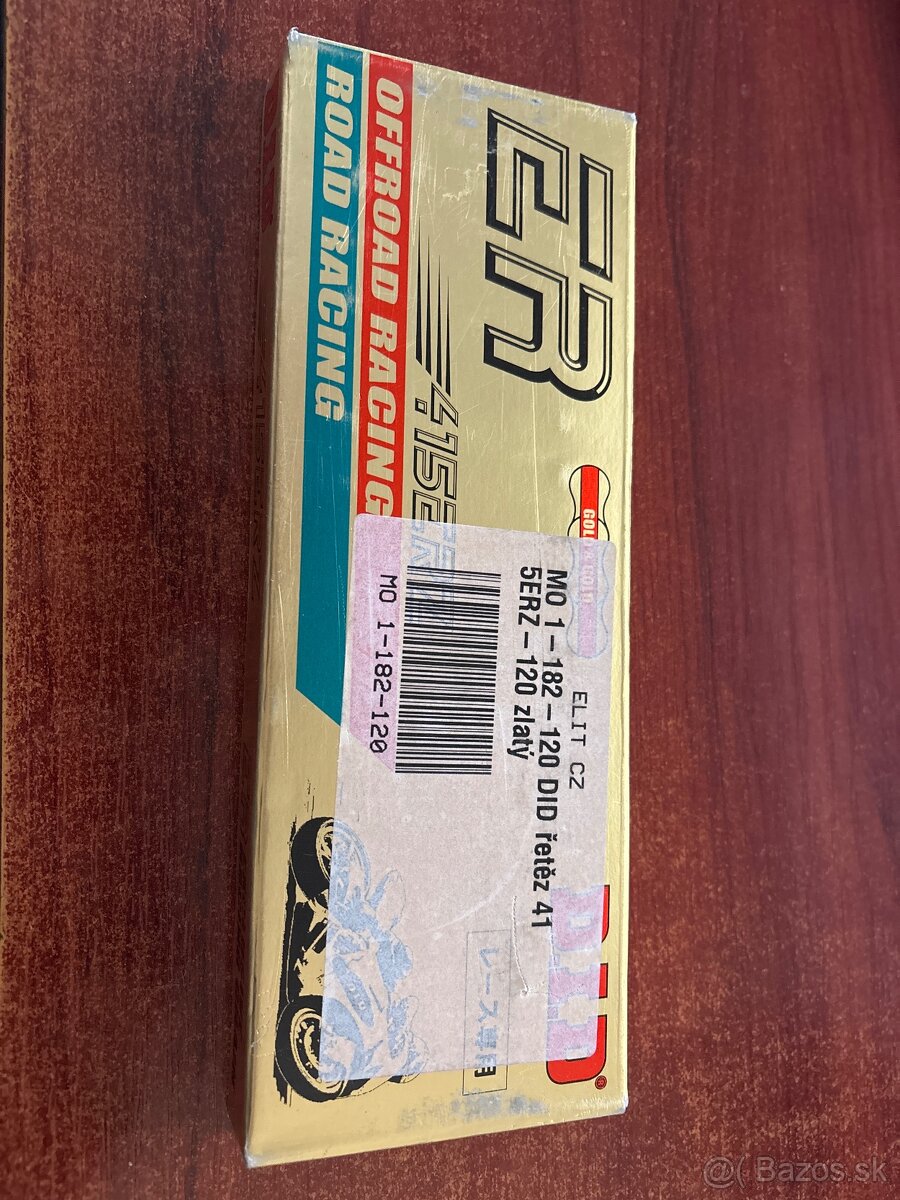 ER
OFFROAD RACING
ROAD RACING
415ERZ
GOLD
ELIT CZ
MO 1-182-120 DID řetěz 41
5ERZ-120 zlatý
MO 1-182-120
D.I.D
®
レース専用
@( Bazos.sk